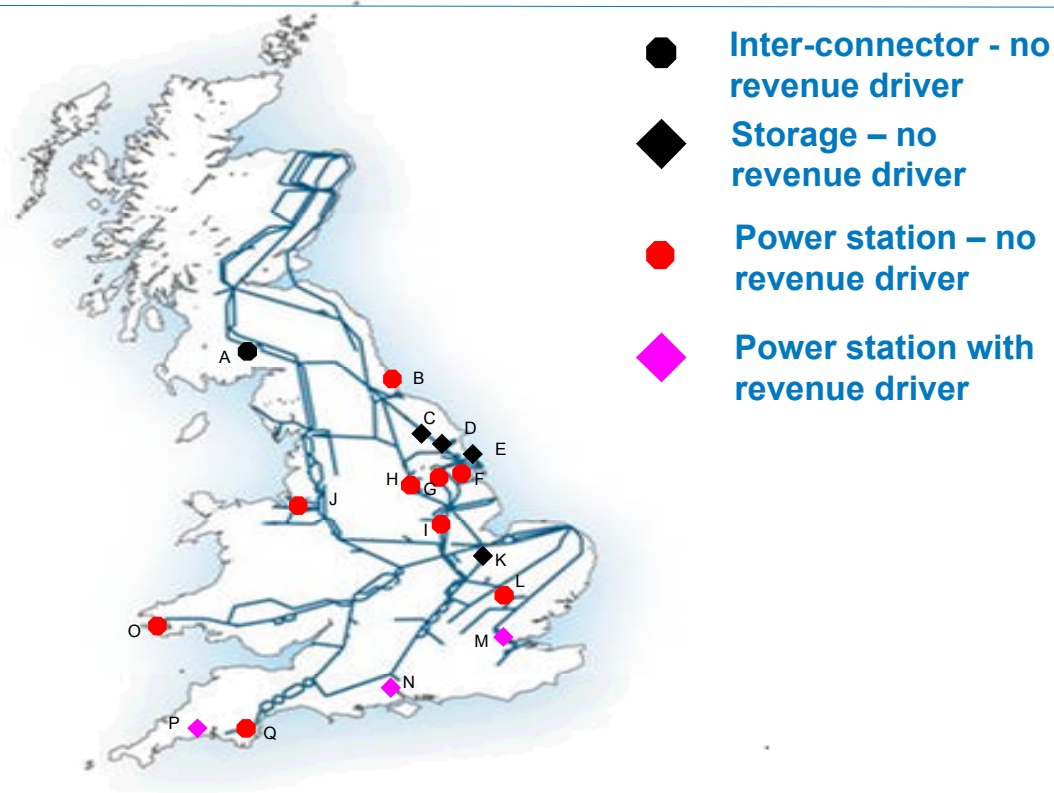 Inter-connector - no
revenue driver
Storage – no
revenue driver
Power station – no
revenue driver
Power station with
revenue driver
A
B
C
D
E
F
G
H
I
J
K
L
M
N
O
P
Q